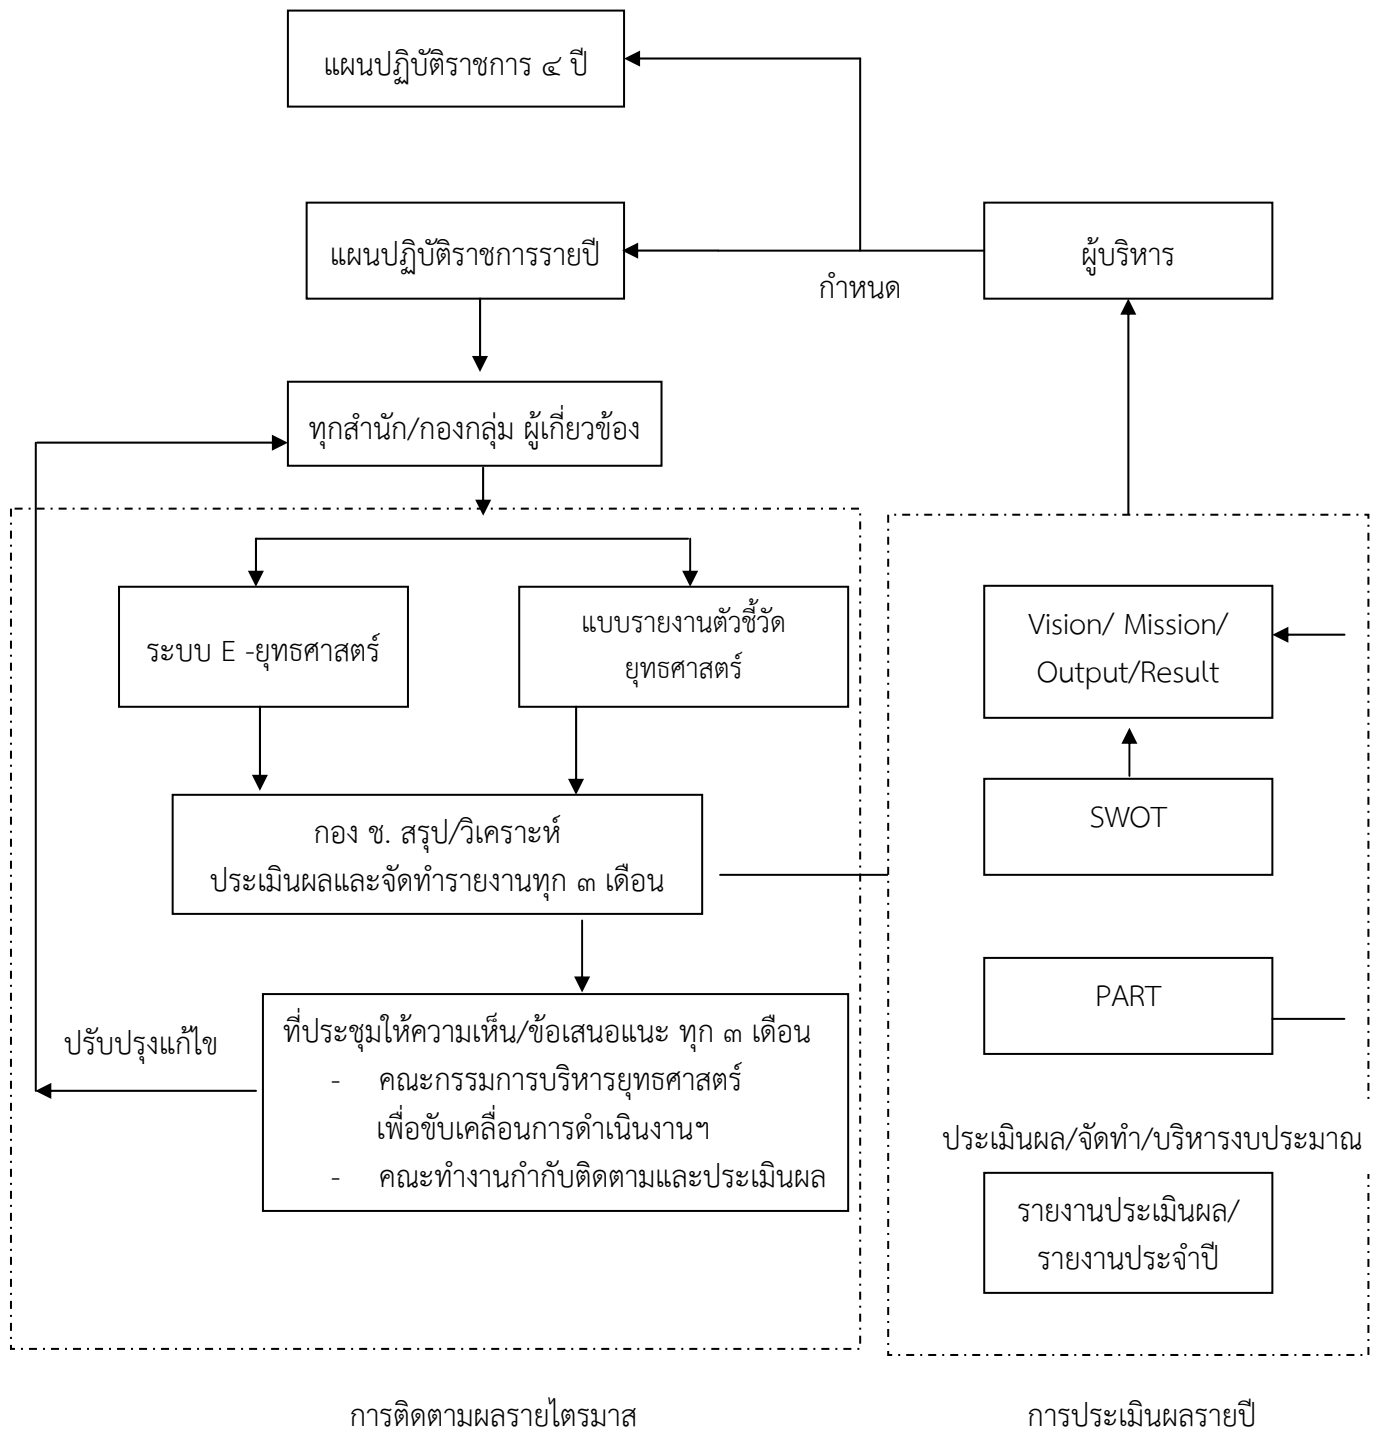 แผนปฏิบัติราชการ ๔ ปี
แผนปฏิบัติราชการรายปี
ผู้บริหาร
กำหนด
ทุกสำนัก/กองกลุ่ม ผู้เกี่ยวข้อง
ระบบ E -ยุทธศาสตร์
แบบรายงานตัวชี้วัด
ยุทธศาสตร์
กอง ช. สรุป/วิเคราะห์
ประเมินผลและจัดทำรายงานทุก ๓ เดือน
ปรับปรุงแก้ไข
ที่ประชุมให้ความเห็น/ข้อเสนอแนะ ทุก ๓ เดือน
- คณะกรรมการบริหารยุทธศาสตร์
เพื่อขับเคลื่อนการดำเนินงานฯ
- คณะทำงานกำกับติดตามและประเมินผล
Vision/ Mission/
Output/Result
SWOT
PART
ประเมินผล/จัดทำ/บริหารงบประมาณ
รายงานประเมินผล/
รายงานประจำปี
การติดตามผลรายไตรมาส
การประเมินผลรายปี